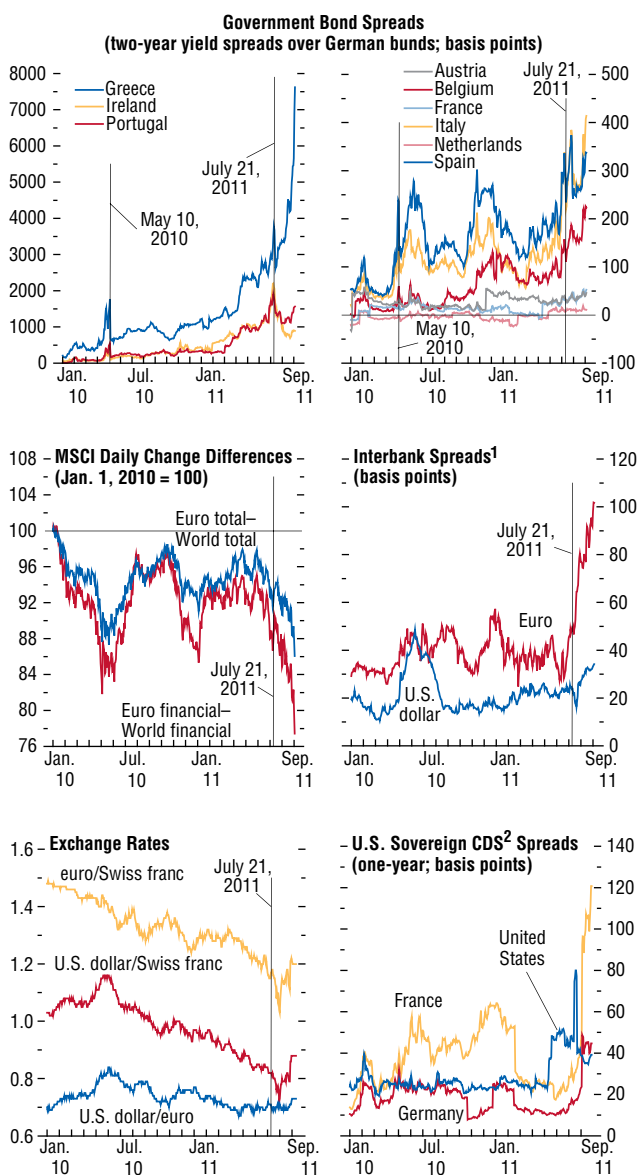 Government Bond Spreads
(two-year yield spreads over German bunds; basis points)
8000
7000
6000
5000
4000
3000
2000
1000
0
Greece
Ireland
Portugal
July 21,
2011
May 10,
2010
Jan.
10
Jul.
10
Jan.
11
Sep.
11
Austria
Belgium
France
Italy
Netherlands
Spain
July 21,
2011
May 10,
2010
500
400
300
200
100
0
-100
Jan.
10
Jul.
10
Jan.
11
Sep.
11
MSCI Daily Change Differences
(Jan. 1, 2010 = 100)
108
104
100
96
92
88
84
80
76
Euro total–
World total
July 21,
2011
Euro financial–
World financial
Jan.
10
Jul.
10
Jan.
11
Sep.
11
Interbank Spreads1
(basis points)
120
100
80
60
40
20
0
July 21,
2011
Euro
U.S.
dollar
Jan.
10
Jul.
10
Jan.
11
Sep.
11
Exchange Rates
1.6
1.4
1.2
1.0
0.8
0.6
euro/Swiss franc
July 21,
2011
U.S. dollar/Swiss franc
U.S. dollar/euro
Jan.
10
Jul.
10
Jan.
11
Sep.
11
U.S. Sovereign CDS2 Spreads
(one-year; basis points)
140
120
100
80
60
40
20
0
United
States
France
Germany
Jan.
10
Jul.
10
Jan.
11
Sep.
11